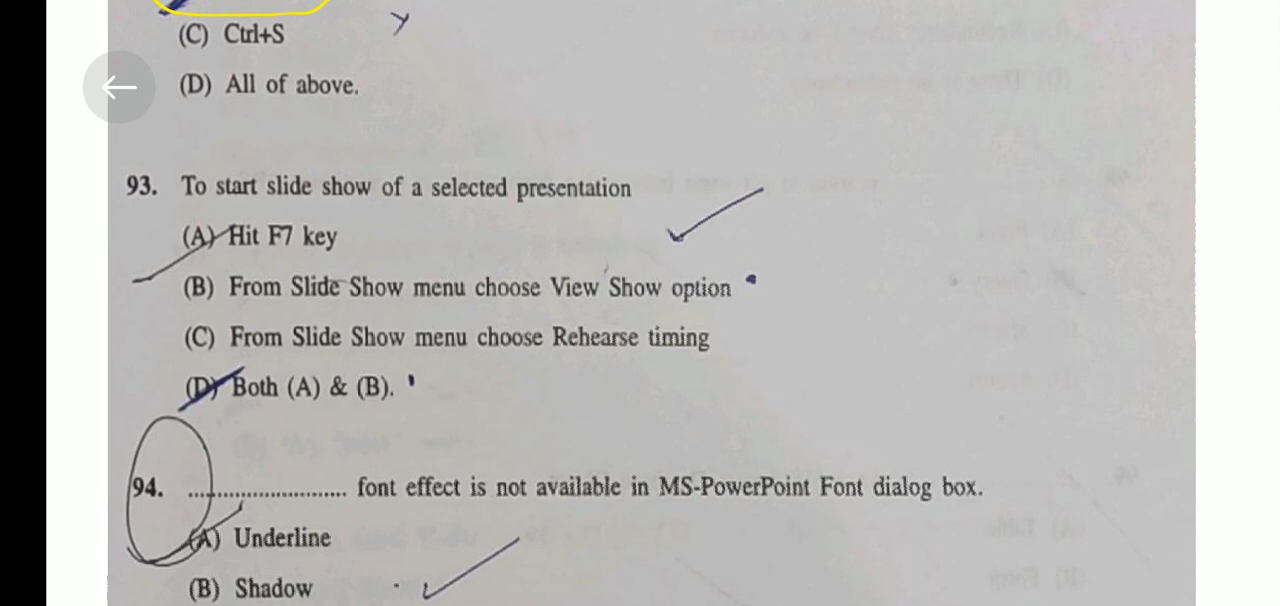 (C) Ctrl+S
(D) All of above.
93. To start slide show of a selected presentation
(A) Hit F7 key
(B) From Slide Show menu choose View Show option
(C) From Slide Show menu choose Rehearse timing
(D) Both (A) & (B).
94. .......................... font effect is not available in MS-PowerPoint Font dialog box.
(A) Underline
(B) Shadow